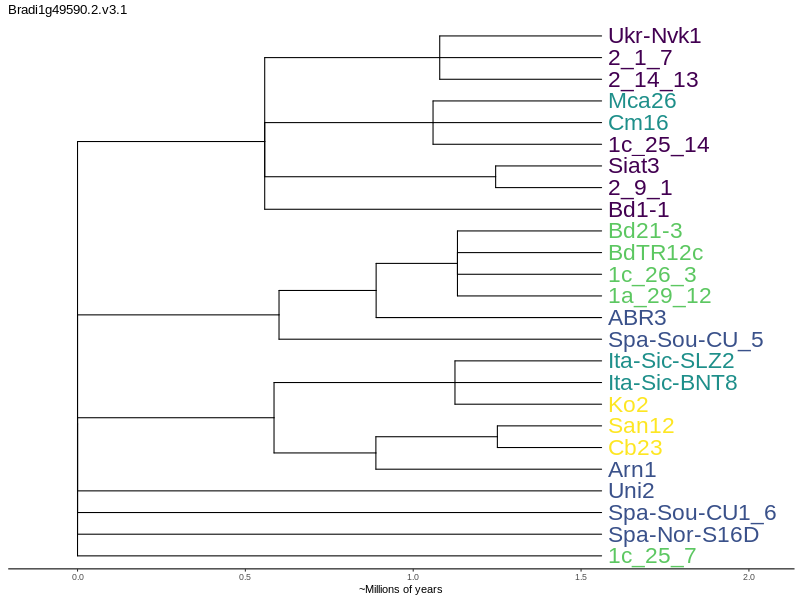 Bradi1g49590.2.v3.1
Ukr-Nvk1
2_1_7
2_14_13
Mca26
Cm16
1c_25_14
Siat3
2_9_1
Bd1-1
Bd21-3
BdTR12c
1c_26_3
1a_29_12
ABR3
Spa-Sou-CU_5
Ita-Sic-SLZ2
Ita-Sic-BNT8
Ko2
San12
Cb23
Arn1
Uni2
Spa-Sou-CU1_6
Spa-Nor-S16D
1c_25_7
0.0 0.5 1.0 1.5 2.0
~Millions of years